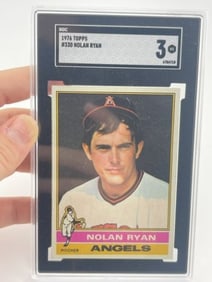 SGC
1976 TOPPS
#330 NOLAN RYAN
3
A
NOLAN RYAN
PITCHER
ANGELS